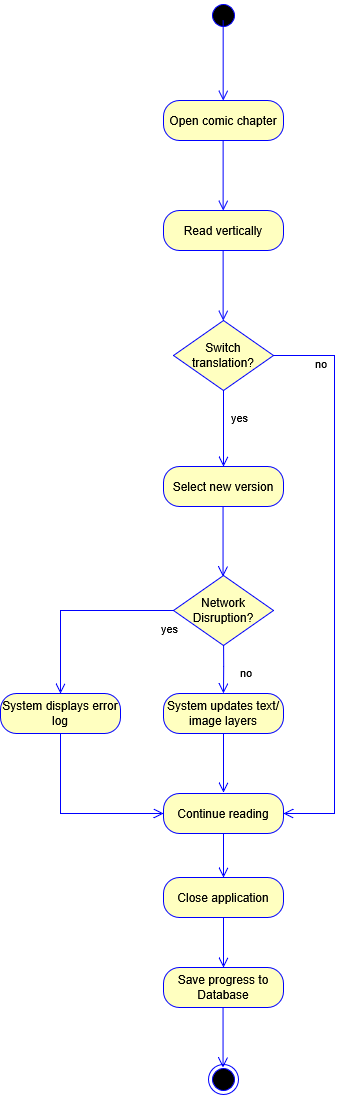 Open comic chapter
Read vertically
Switch
translation?
no
yes
Select new version
Network
Disruption?
yes
no
System displays error
log
System updates text/
image layers
Continue reading
Close application
Save progress to
Database